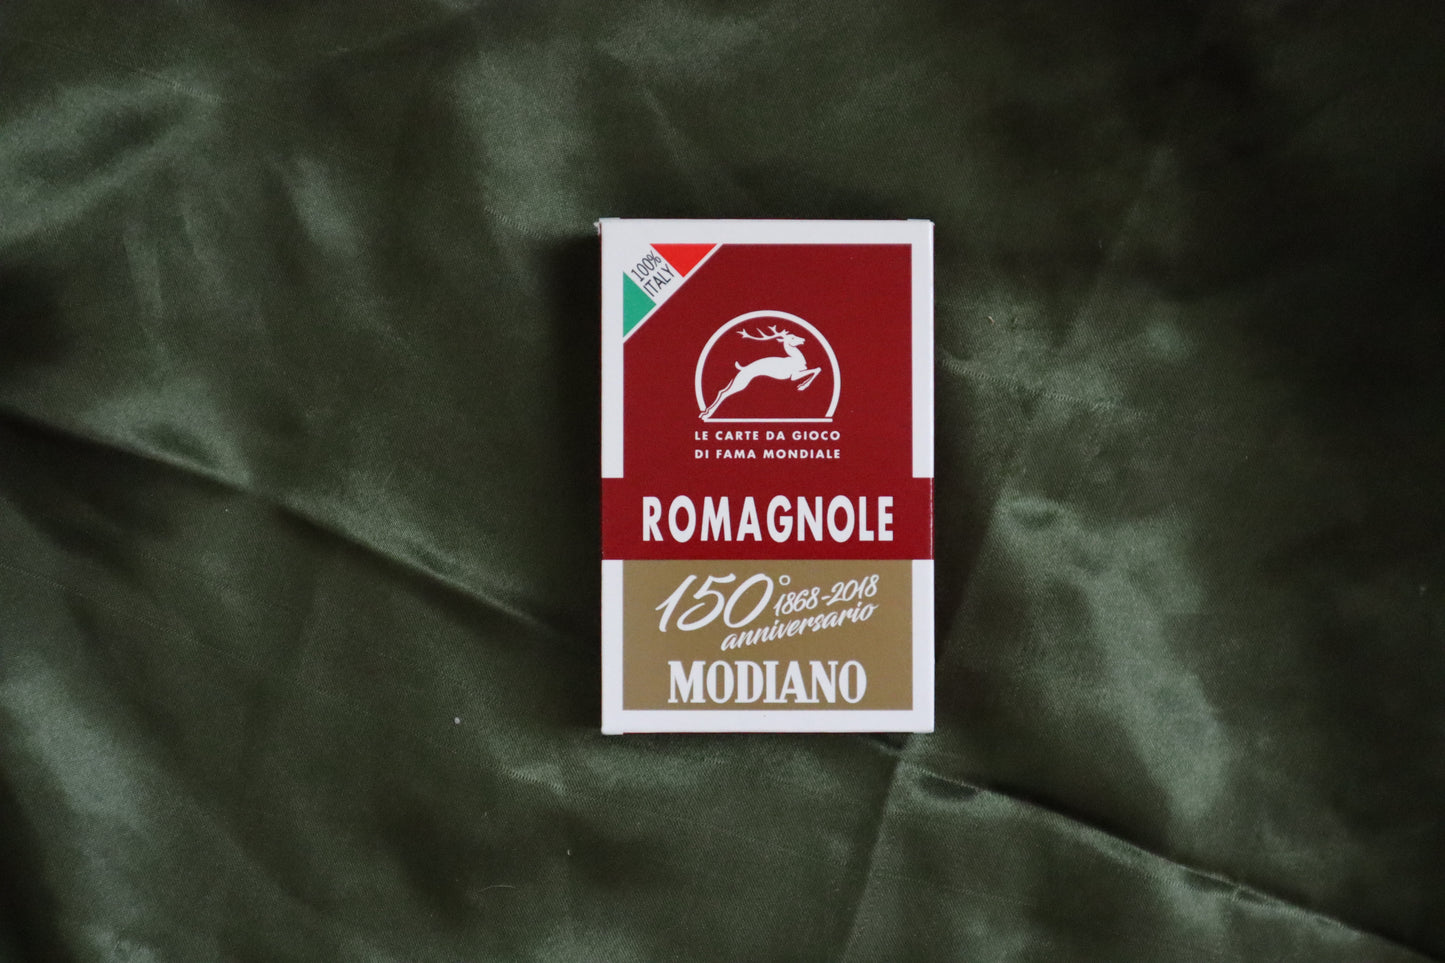 100%
ITALY
LE CARTE DA GIOCO
DI FAMA MONDIALE
ROMAGNOLE
150° 1868-2018
anniversario
MODIANO